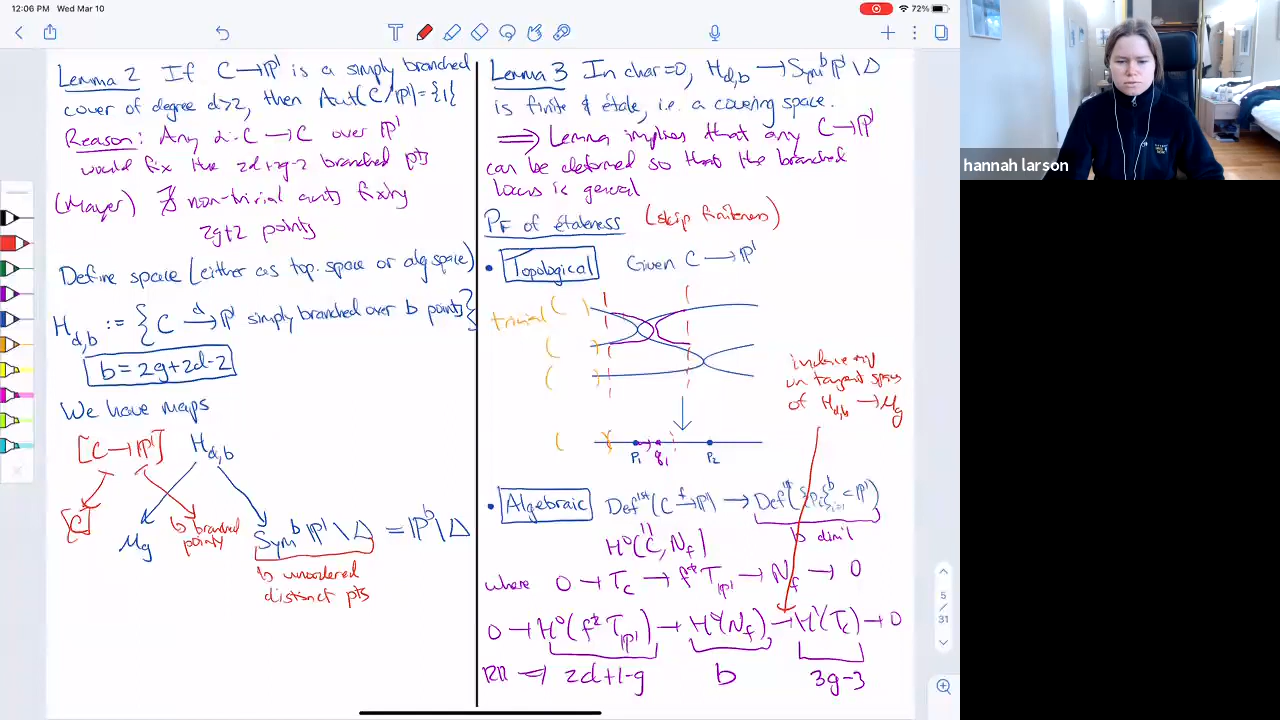 12:06 PM Wed Mar 10
72%
Lemma 2 If C → P¹ is a simply branched
cover of degree d>2, then Aut(C/P¹) = {1}
Reason: Any α: C → C over P¹
would fix the 2d+2g-2 branched pts
(Mayer) ∄ non-trivial auts fixing
2g+2 points
Define space (either as top. space or alg space)
H_{d,b} := { C →^d P¹ simply branched over b points }
b = 2g+2d-2
We have maps
[C → P¹] H_{d,b}
[C] M_g b branched points Sym^b P¹ \ Δ = P^b \ Δ
b unordered
distinct pts
Lemma 3 In char=0, H_{d,b} → Sym^b P¹ \ Δ
is finite & étale, i.e. a covering space.
⟹ Lemma implies that any C → P¹
can be deformed so that the branched
locus is general
PF of étaleness (skip finiteness)
• Topological Given C → P¹
trivial
P₁ q₁ P₂
induced
on tangent spaces
of H_{d,b} → M_g
• Algebraic Def^{1st}(C →^f P¹) → Def^{1st}({P_i}_{i=1}^b ⊂ P¹)
b dim'l
H⁰(C, N_f)
where 0 → T_C → f^* T_{P¹} → N_f → 0
0 → H⁰(f^* T_{P¹}) → H⁰(N_f) → H¹(T_C) → 0
RR ⟹ 2d+1-g b 3g-3
5
/
31
hannah larson